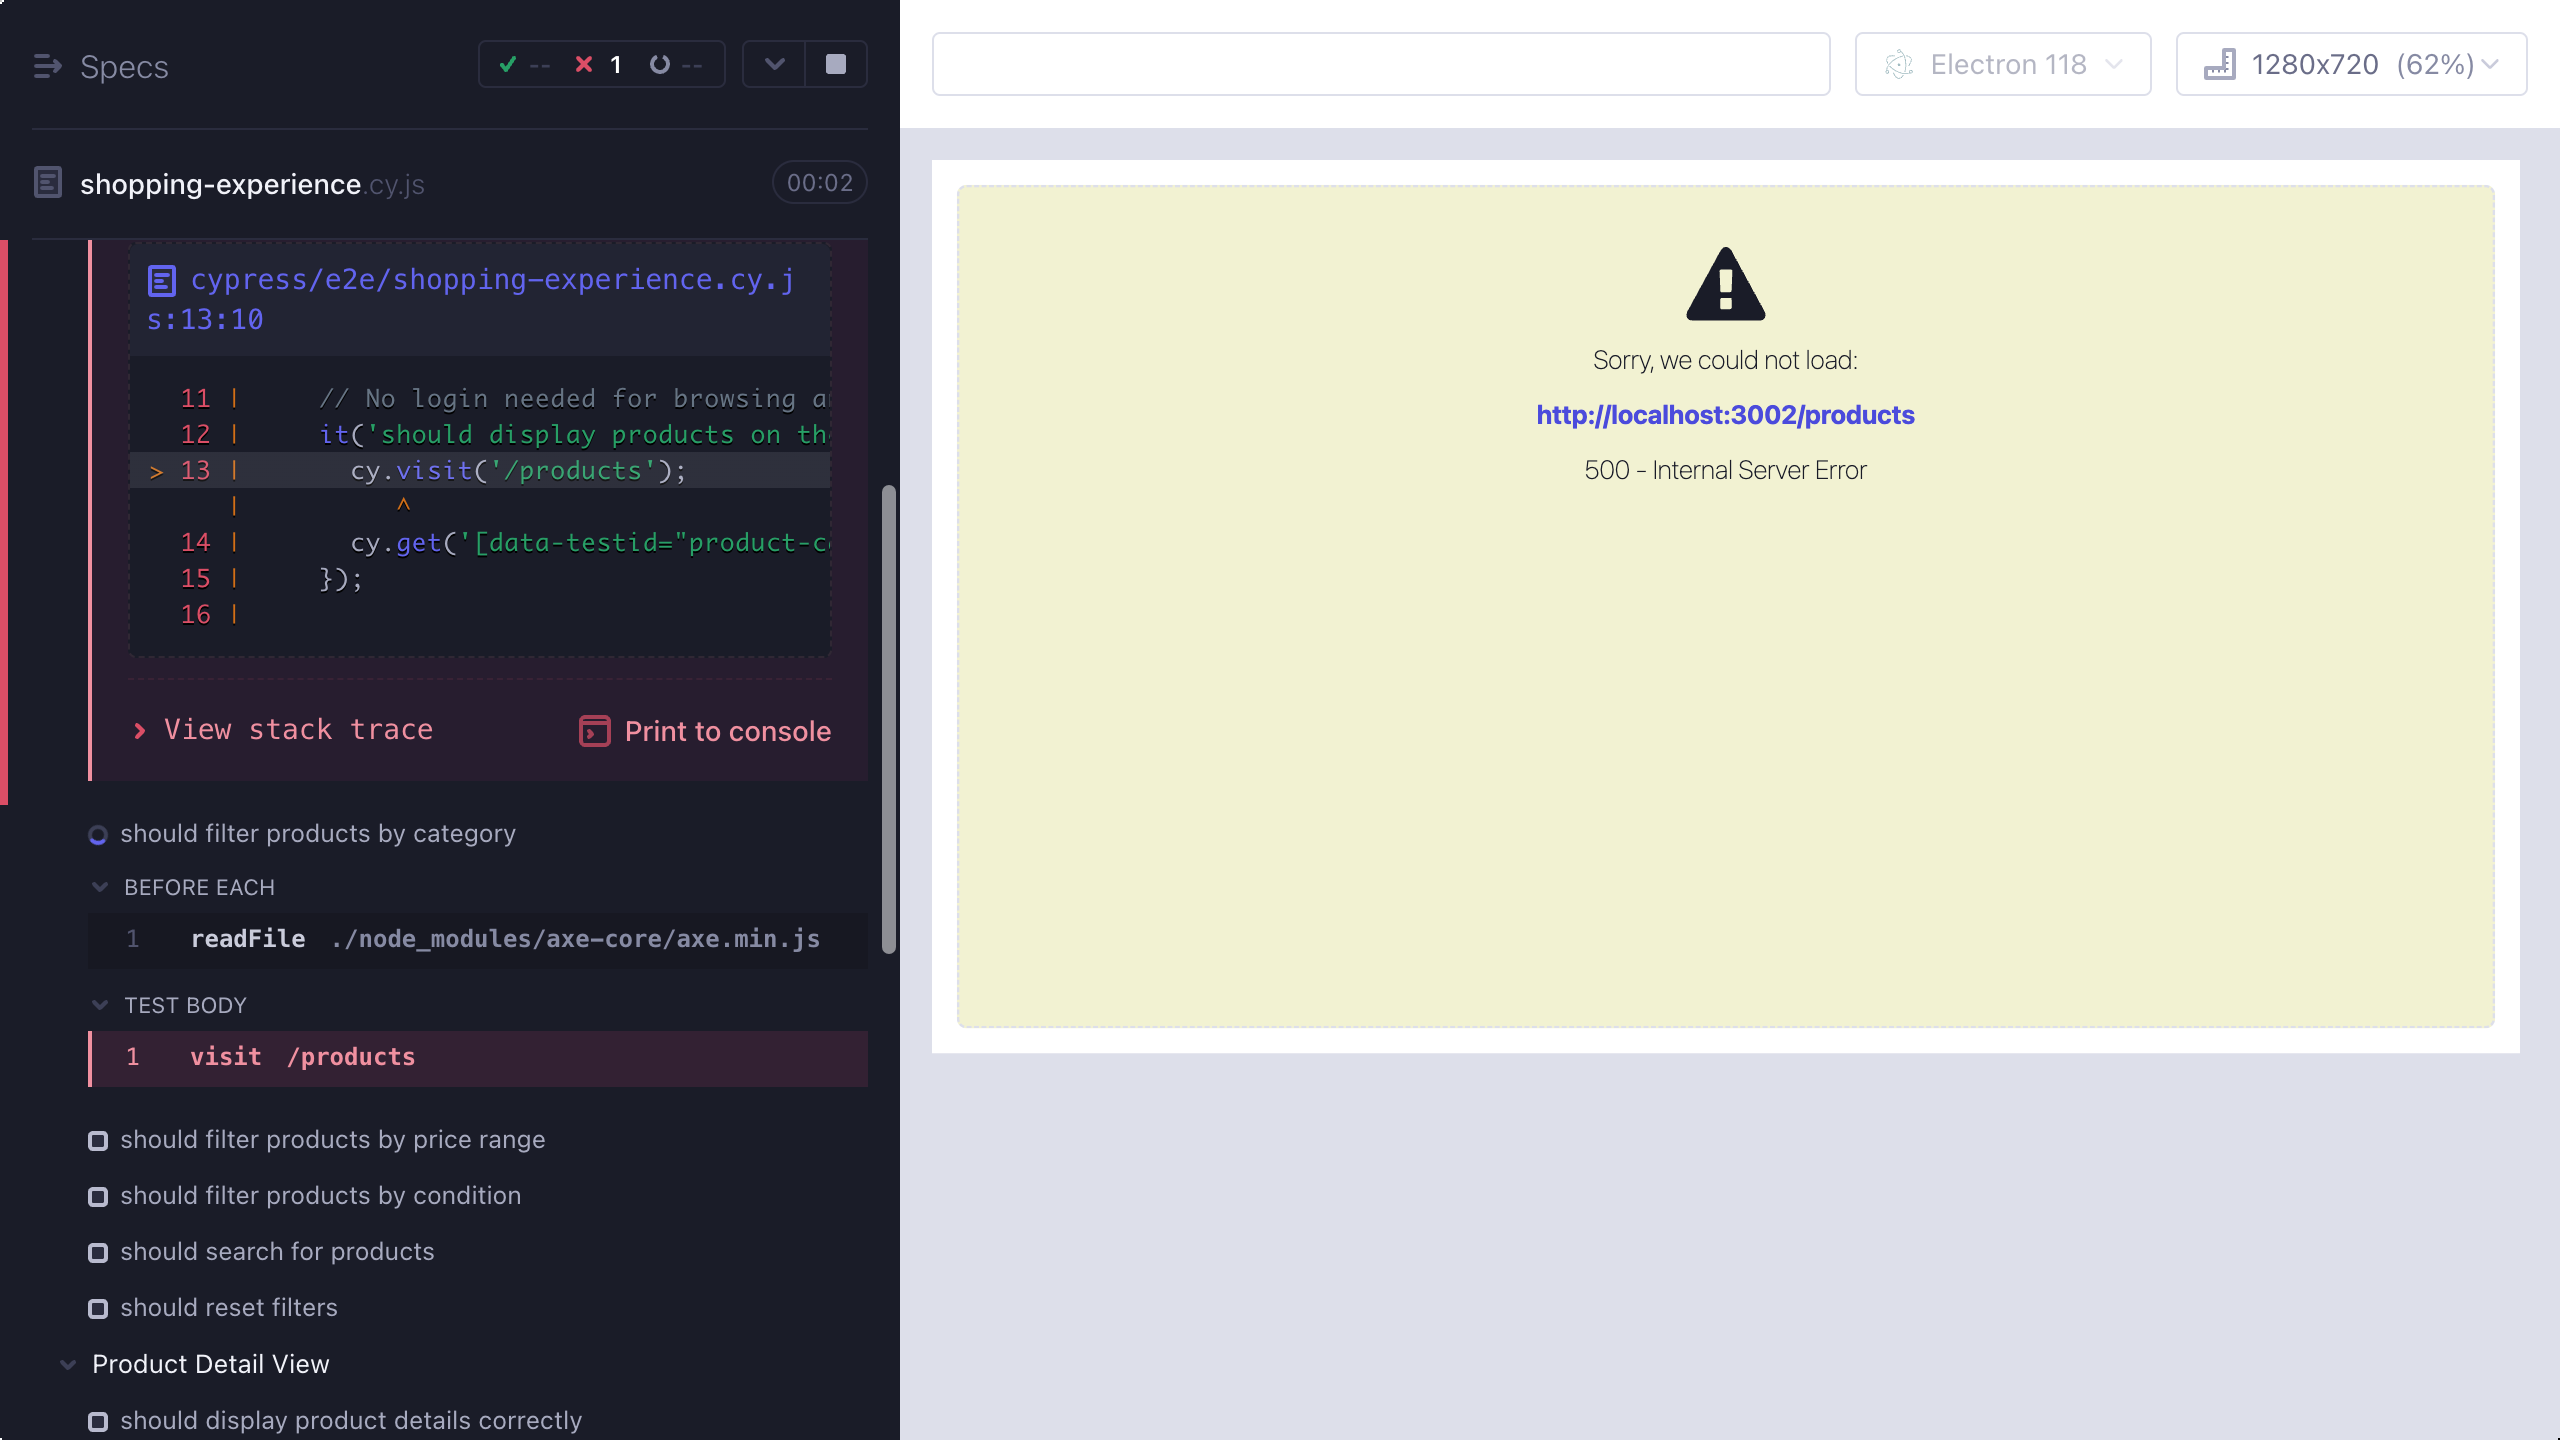 Specs
-- 1 --
shopping-experience.cy.js
00:02
cypress/e2e/shopping-experience.cy.j
s:13:10
11 | // No login needed for browsing a
12 | it('should display products on th
> 13 | cy.visit('/products');
| ^
14 | cy.get('[data-testid="product-c
15 | });
16 |
View stack trace
Print to console
should filter products by category
BEFORE EACH
1 readFile ./node_modules/axe-core/axe.min.js
TEST BODY
1 visit /products
should filter products by price range
should filter products by condition
should search for products
should reset filters
Product Detail View
should display product details correctly
Electron 118
1280x720 (62%)
Sorry, we could not load:
http://localhost:3002/products
500 - Internal Server Error